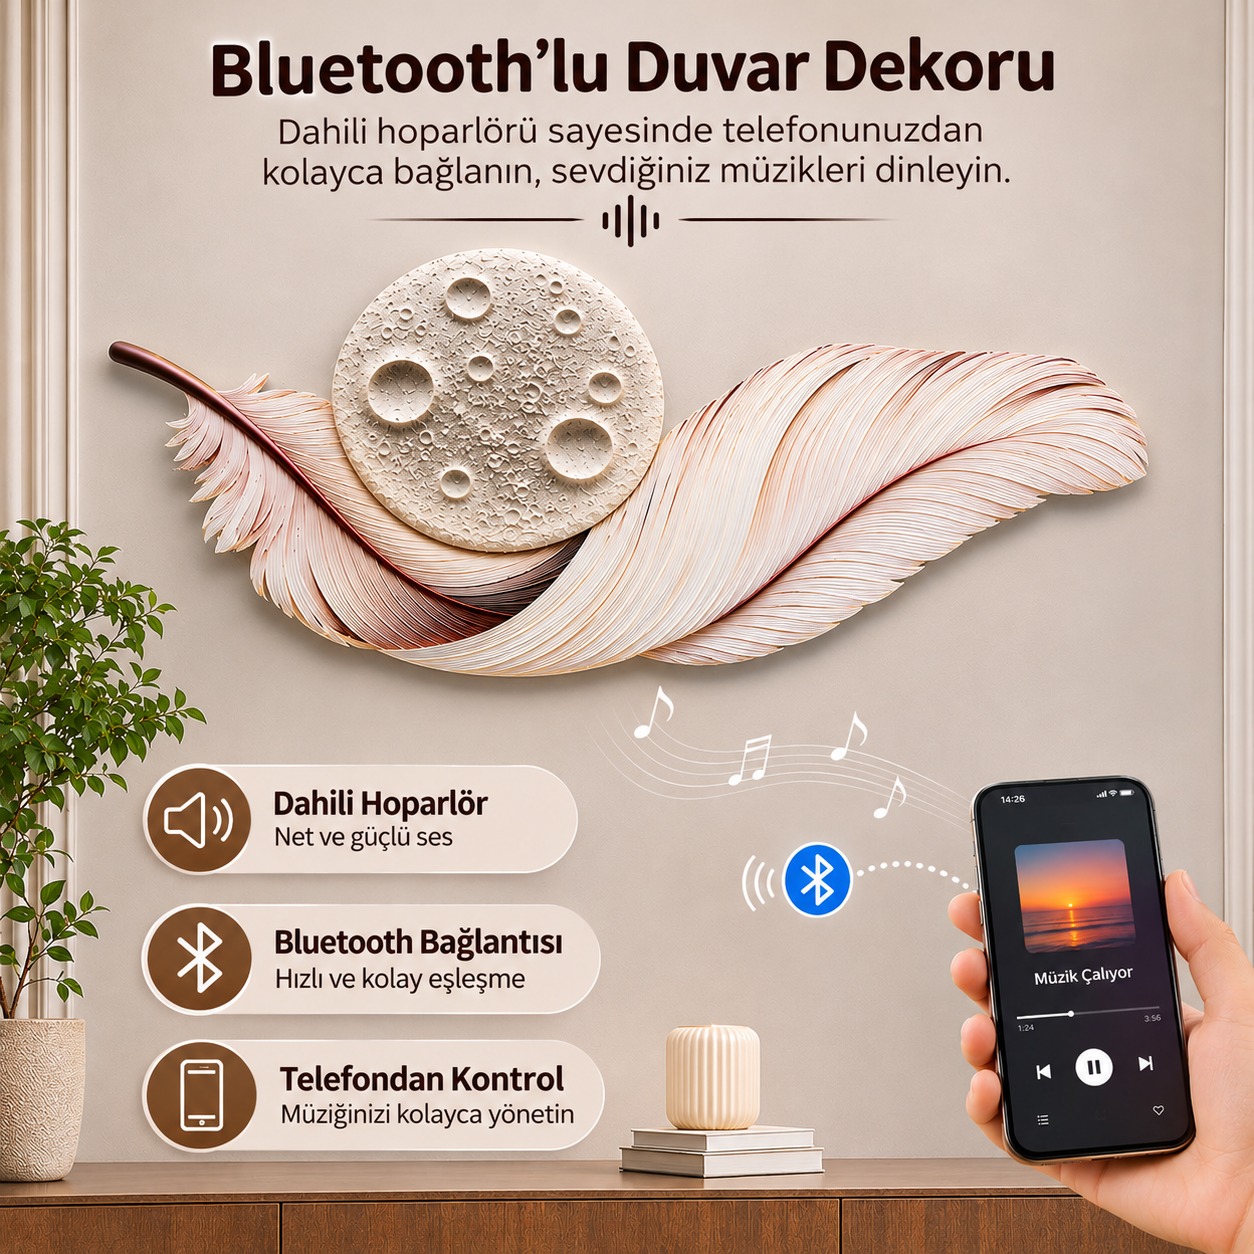 Bluetooth’lu Duvar Dekoru
Dahili hoparlörü sayesinde telefonunuzdan
kolayca bağlanın, sevdiğiniz müzikleri dinleyin.
Dahili Hoparlör
Net ve güçlü ses
Bluetooth Bağlantısı
Hızlı ve kolay eşleşme
Telefondan Kontrol
Müziğinizi kolayca yönetin
14:26
Müzik Çalıyor
1:24
3:56